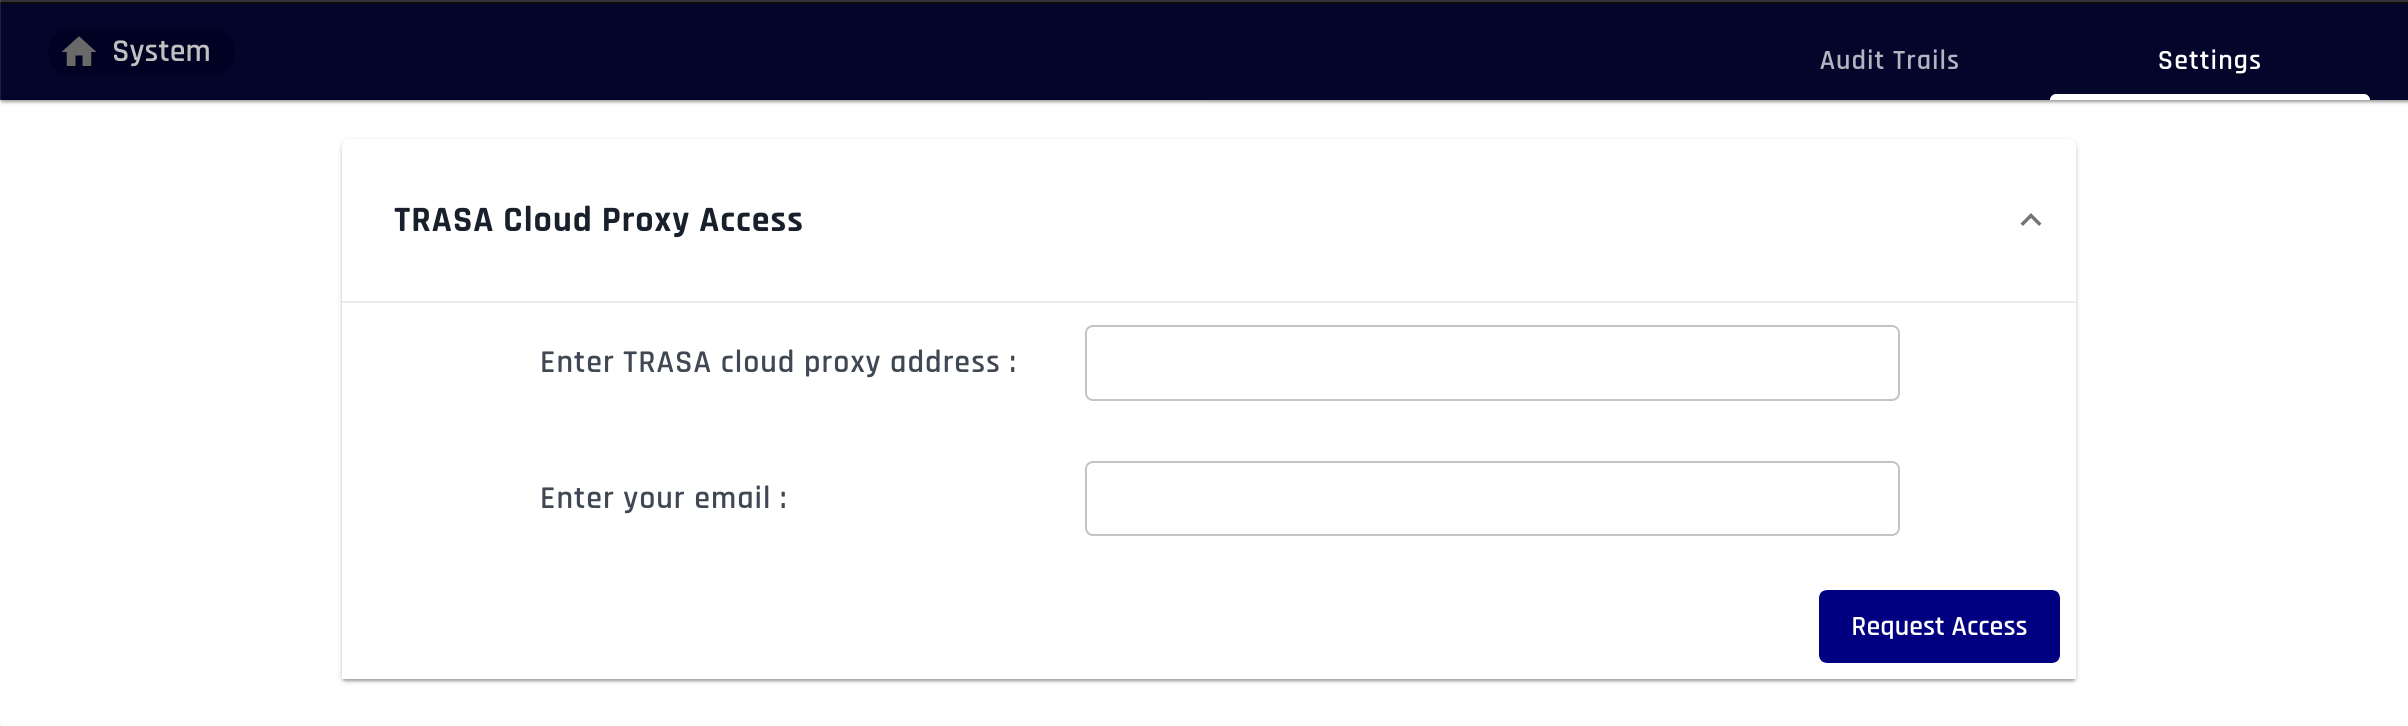 System
Audit Trails
Settings
TRASA Cloud Proxy Access
Enter TRASA cloud proxy address :
Enter your email :
Request Access